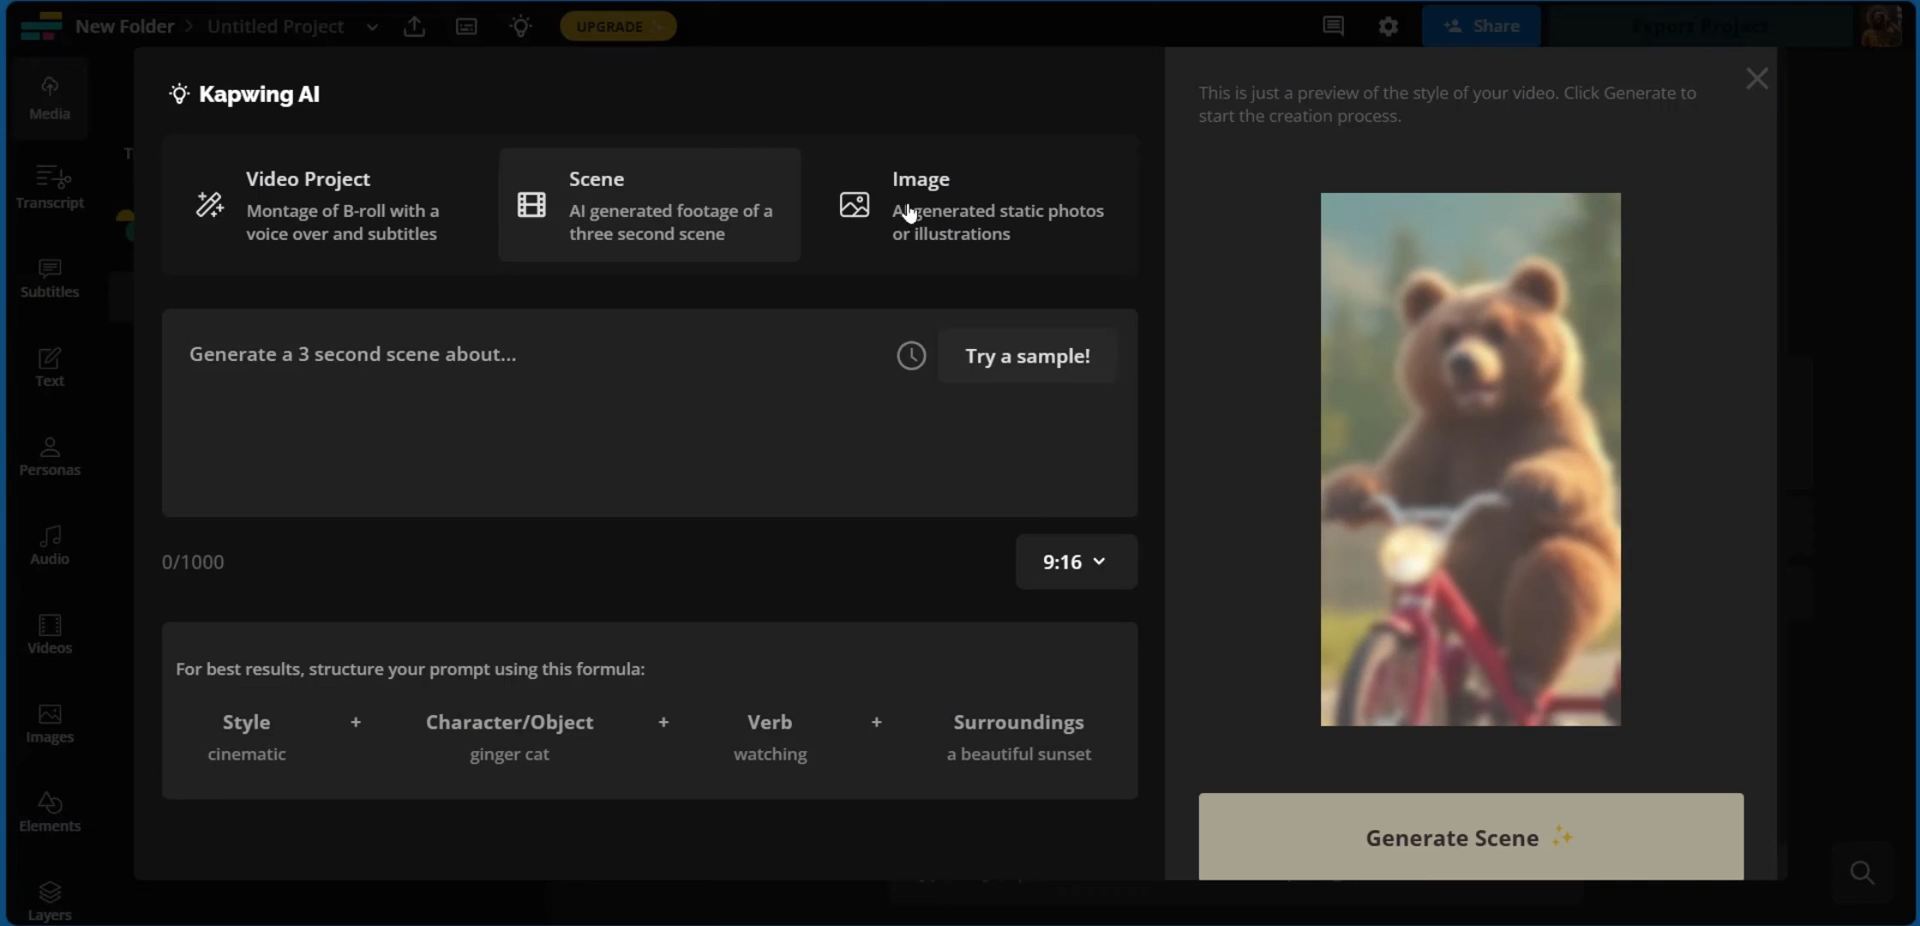 New Folder > Untitled Project
UPGRADE
Share
Export Project
Media
Transcript
Subtitles
Text
Personas
Audio
Videos
Images
Elements
Layers
Kapwing AI
Video Project
Montage of B-roll with a
voice over and subtitles
Scene
AI generated footage of a
three second scene
Image
AI generated static photos
or illustrations
Generate a 3 second scene about...
Try a sample!
0/1000
9:16
For best results, structure your prompt using this formula:
Style + Character/Object + Verb + Surroundings
cinematic ginger cat watching a beautiful sunset
This is just a preview of the style of your video. Click Generate to
start the creation process.
Generate Scene